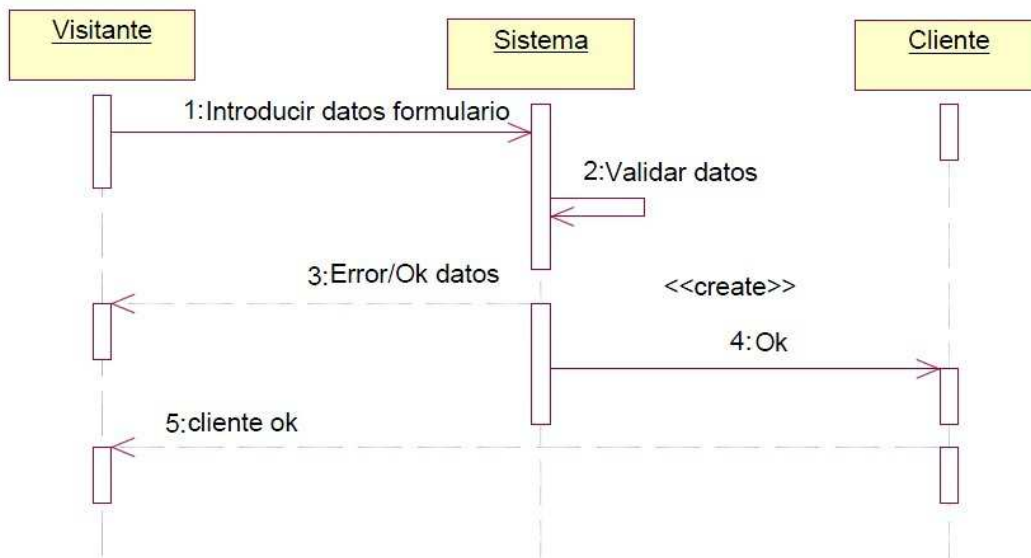 Visitante
Sistema
Cliente
1:Introducir datos formulario
2:Validar datos
3:Error/Ok datos
<<create>>
4:Ok
5:cliente ok